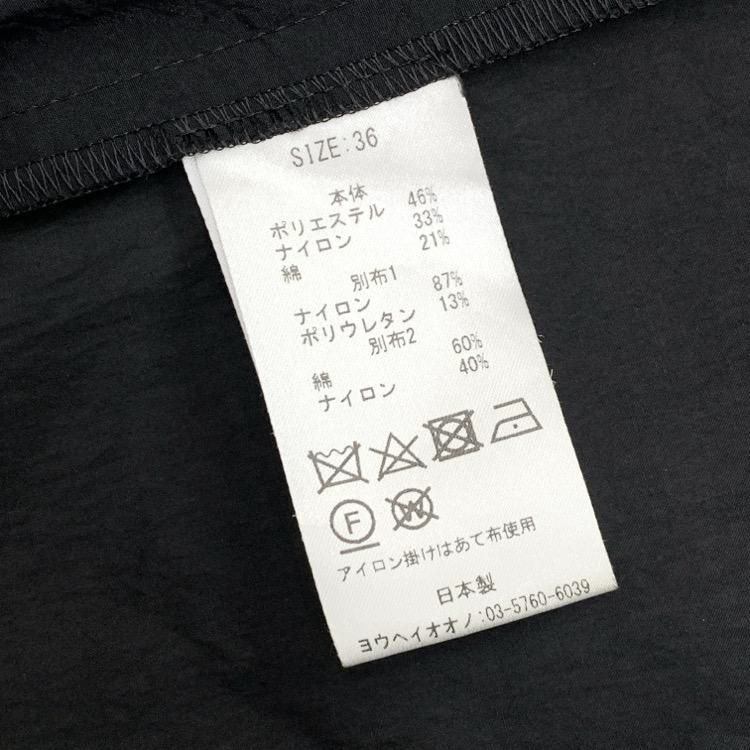 SIZE:36
本体
ポリエステル 46%
ナイロン 33%
綿 21%
別布1
ナイロン 87%
ポリウレタン 13%
別布2
綿 60%
ナイロン 40%
F W
アイロン掛けはあて布使用
日本製
ヨウヘイオオノ:03-5760-6039